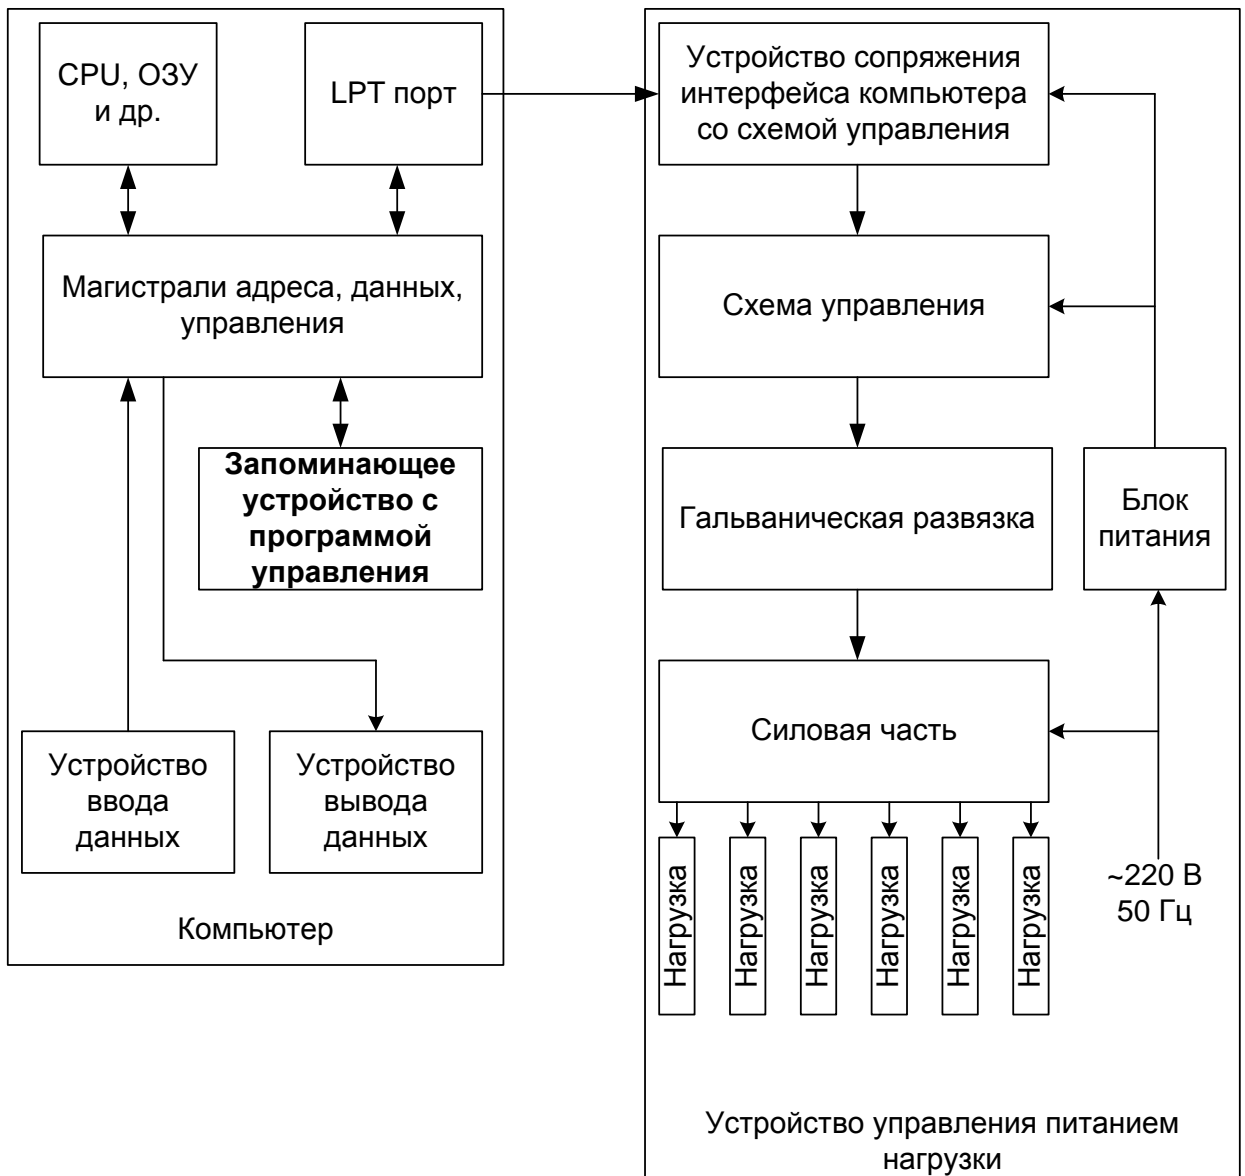 CPU, ОЗУ
и др.
LPT порт
Магистрали адреса, данных,
управления
Запоминающее
устройство с
программой
управления
Устройство
ввода
данных
Устройство
вывода
данных
Компьютер
Устройство сопряжения
интерфейса компьютера
со схемой управления
Схема управления
Гальваническая развязка
Блок
питания
Силовая часть
Нагрузка
Нагрузка
Нагрузка
Нагрузка
Нагрузка
Нагрузка
~220 В
50 Гц
Устройство управления питанием
нагрузки